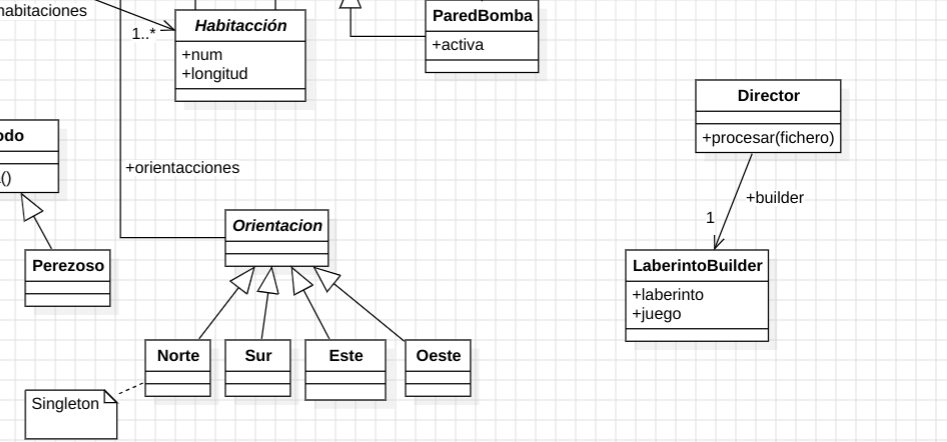 habitaciones
1..*
Habitacción
+num
+longitud
ParedBomba
+activa
Director
+procesar(fichero)
+builder
1
()
+orientacciones
Orientacion
Perezoso
LaberintoBuilder
+laberinto
+juego
Norte
Sur
Este
Oeste
Singleton